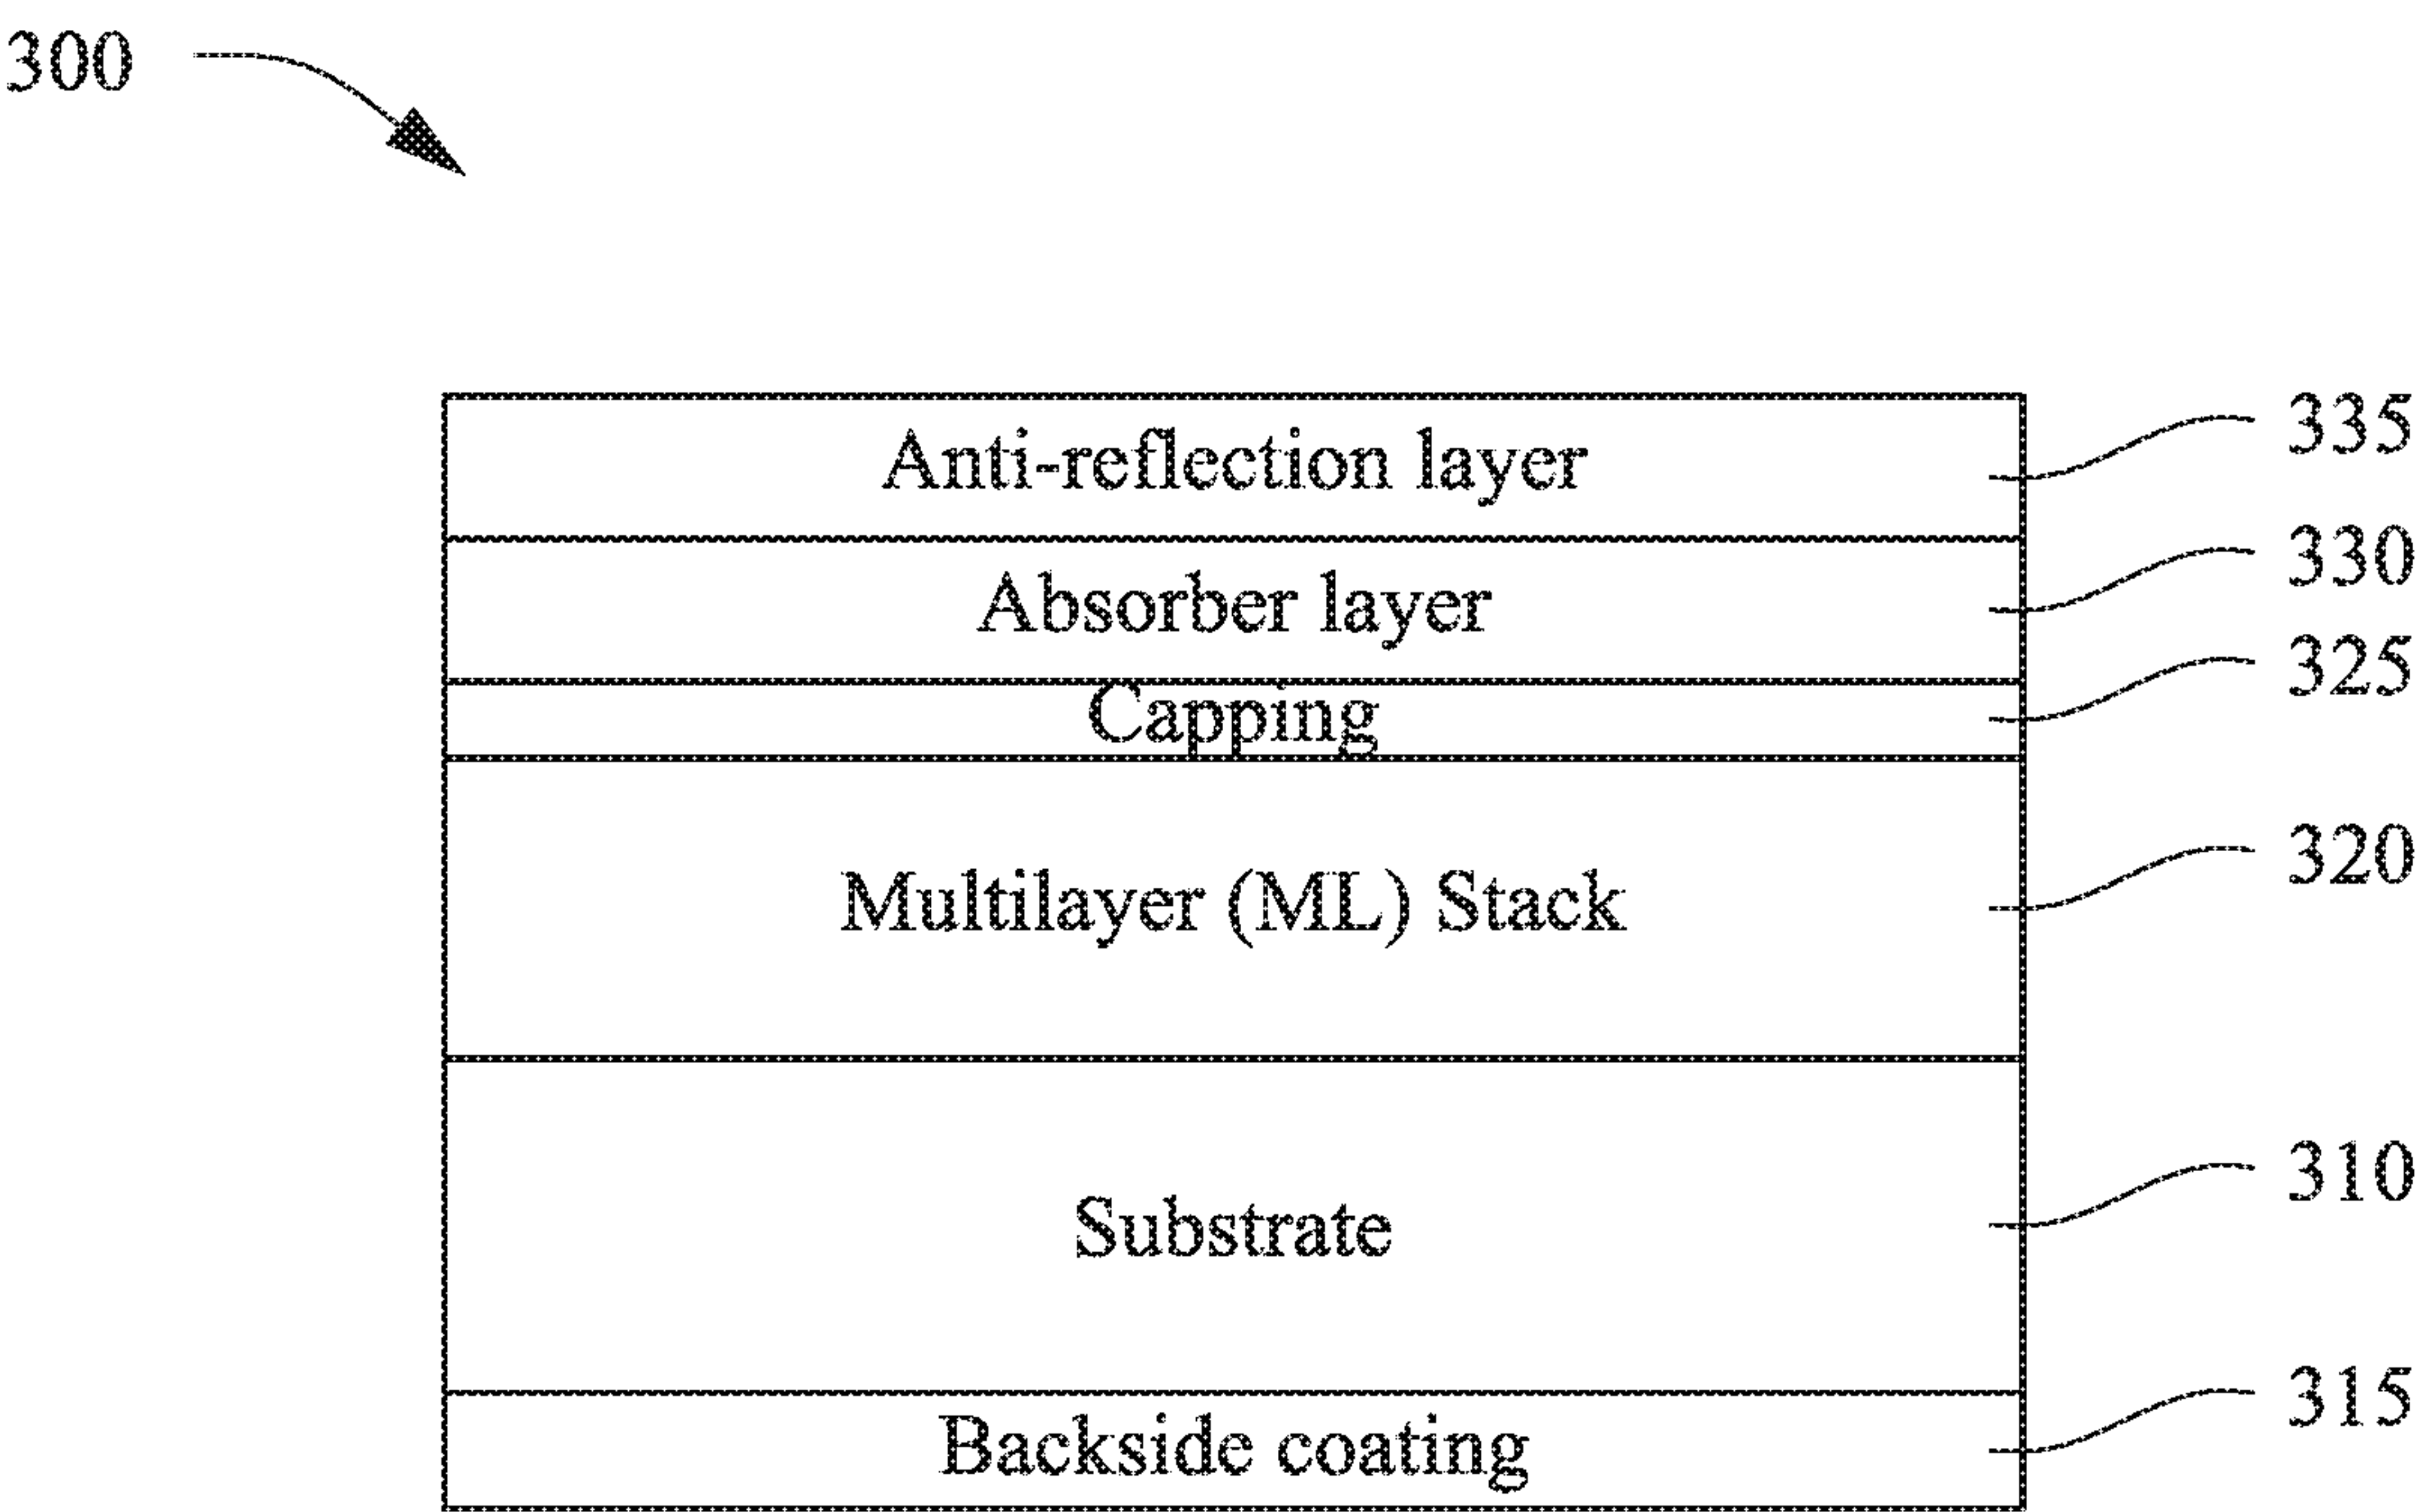 300
Anti-reflection layer 335
Absorber layer 330
Capping 325
Multilayer (ML) Stack 320
Substrate 310
Backside coating 315